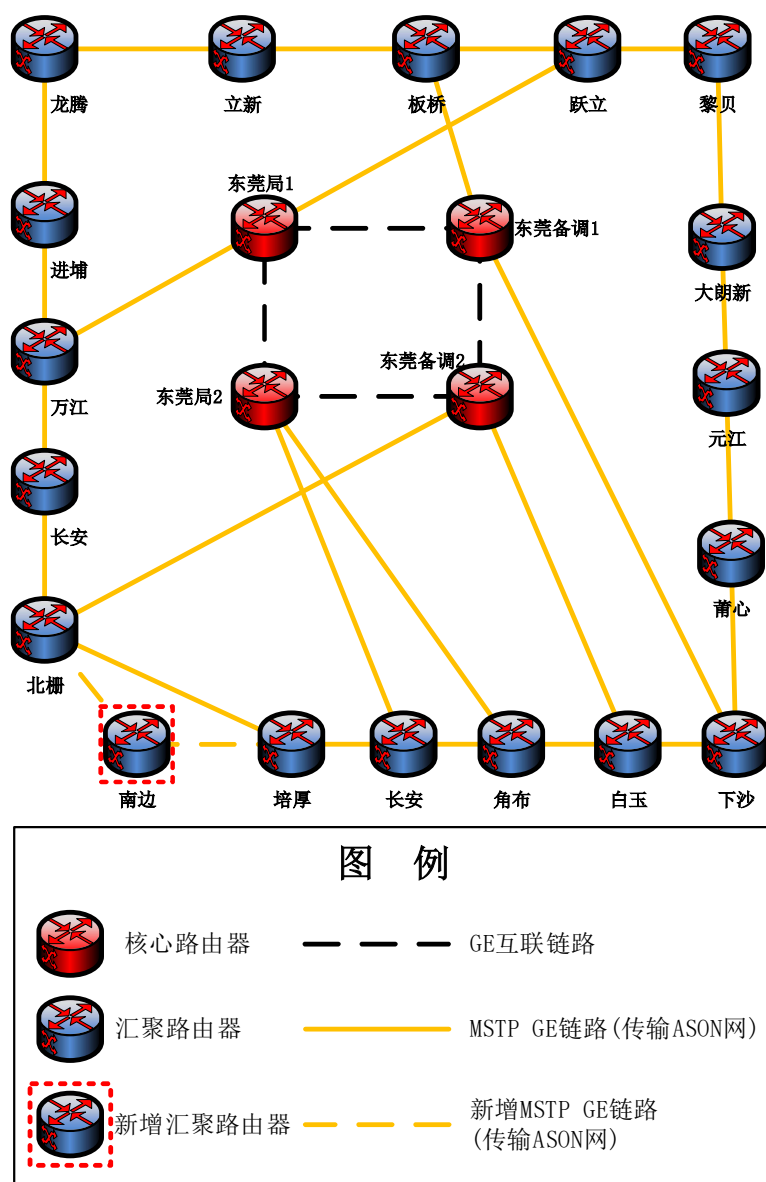 龙腾
立新
板桥
跃立
黎贝
东莞局1
东莞备调1
进埔
大朗新
东莞备调2
东莞局2
万江
元江
长安
莆心
北栅
南边
培厚
长安
角布
白玉
下沙
图 例
核心路由器
GE互联链路
汇聚路由器
MSTP GE链路(传输ASON网)
新增汇聚路由器
新增MSTP GE链路
(传输ASON网)